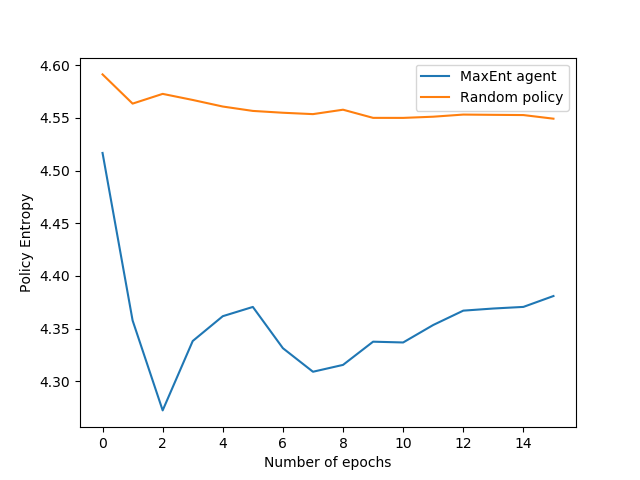 4.60
4.55
4.50
4.45
4.40
4.35
4.30
Policy Entropy
MaxEnt agent
Random policy
0 2 4 6 8 10 12 14
Number of epochs